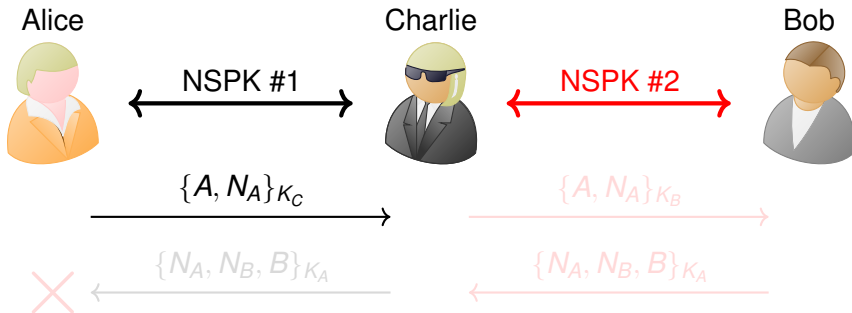 Alice Charlie Bob
NSPK #1 NSPK #2
{A, N_A}_{K_C} {A, N_A}_{K_B}
{N_A, N_B, B}_{K_A} {N_A, N_B, B}_{K_A}